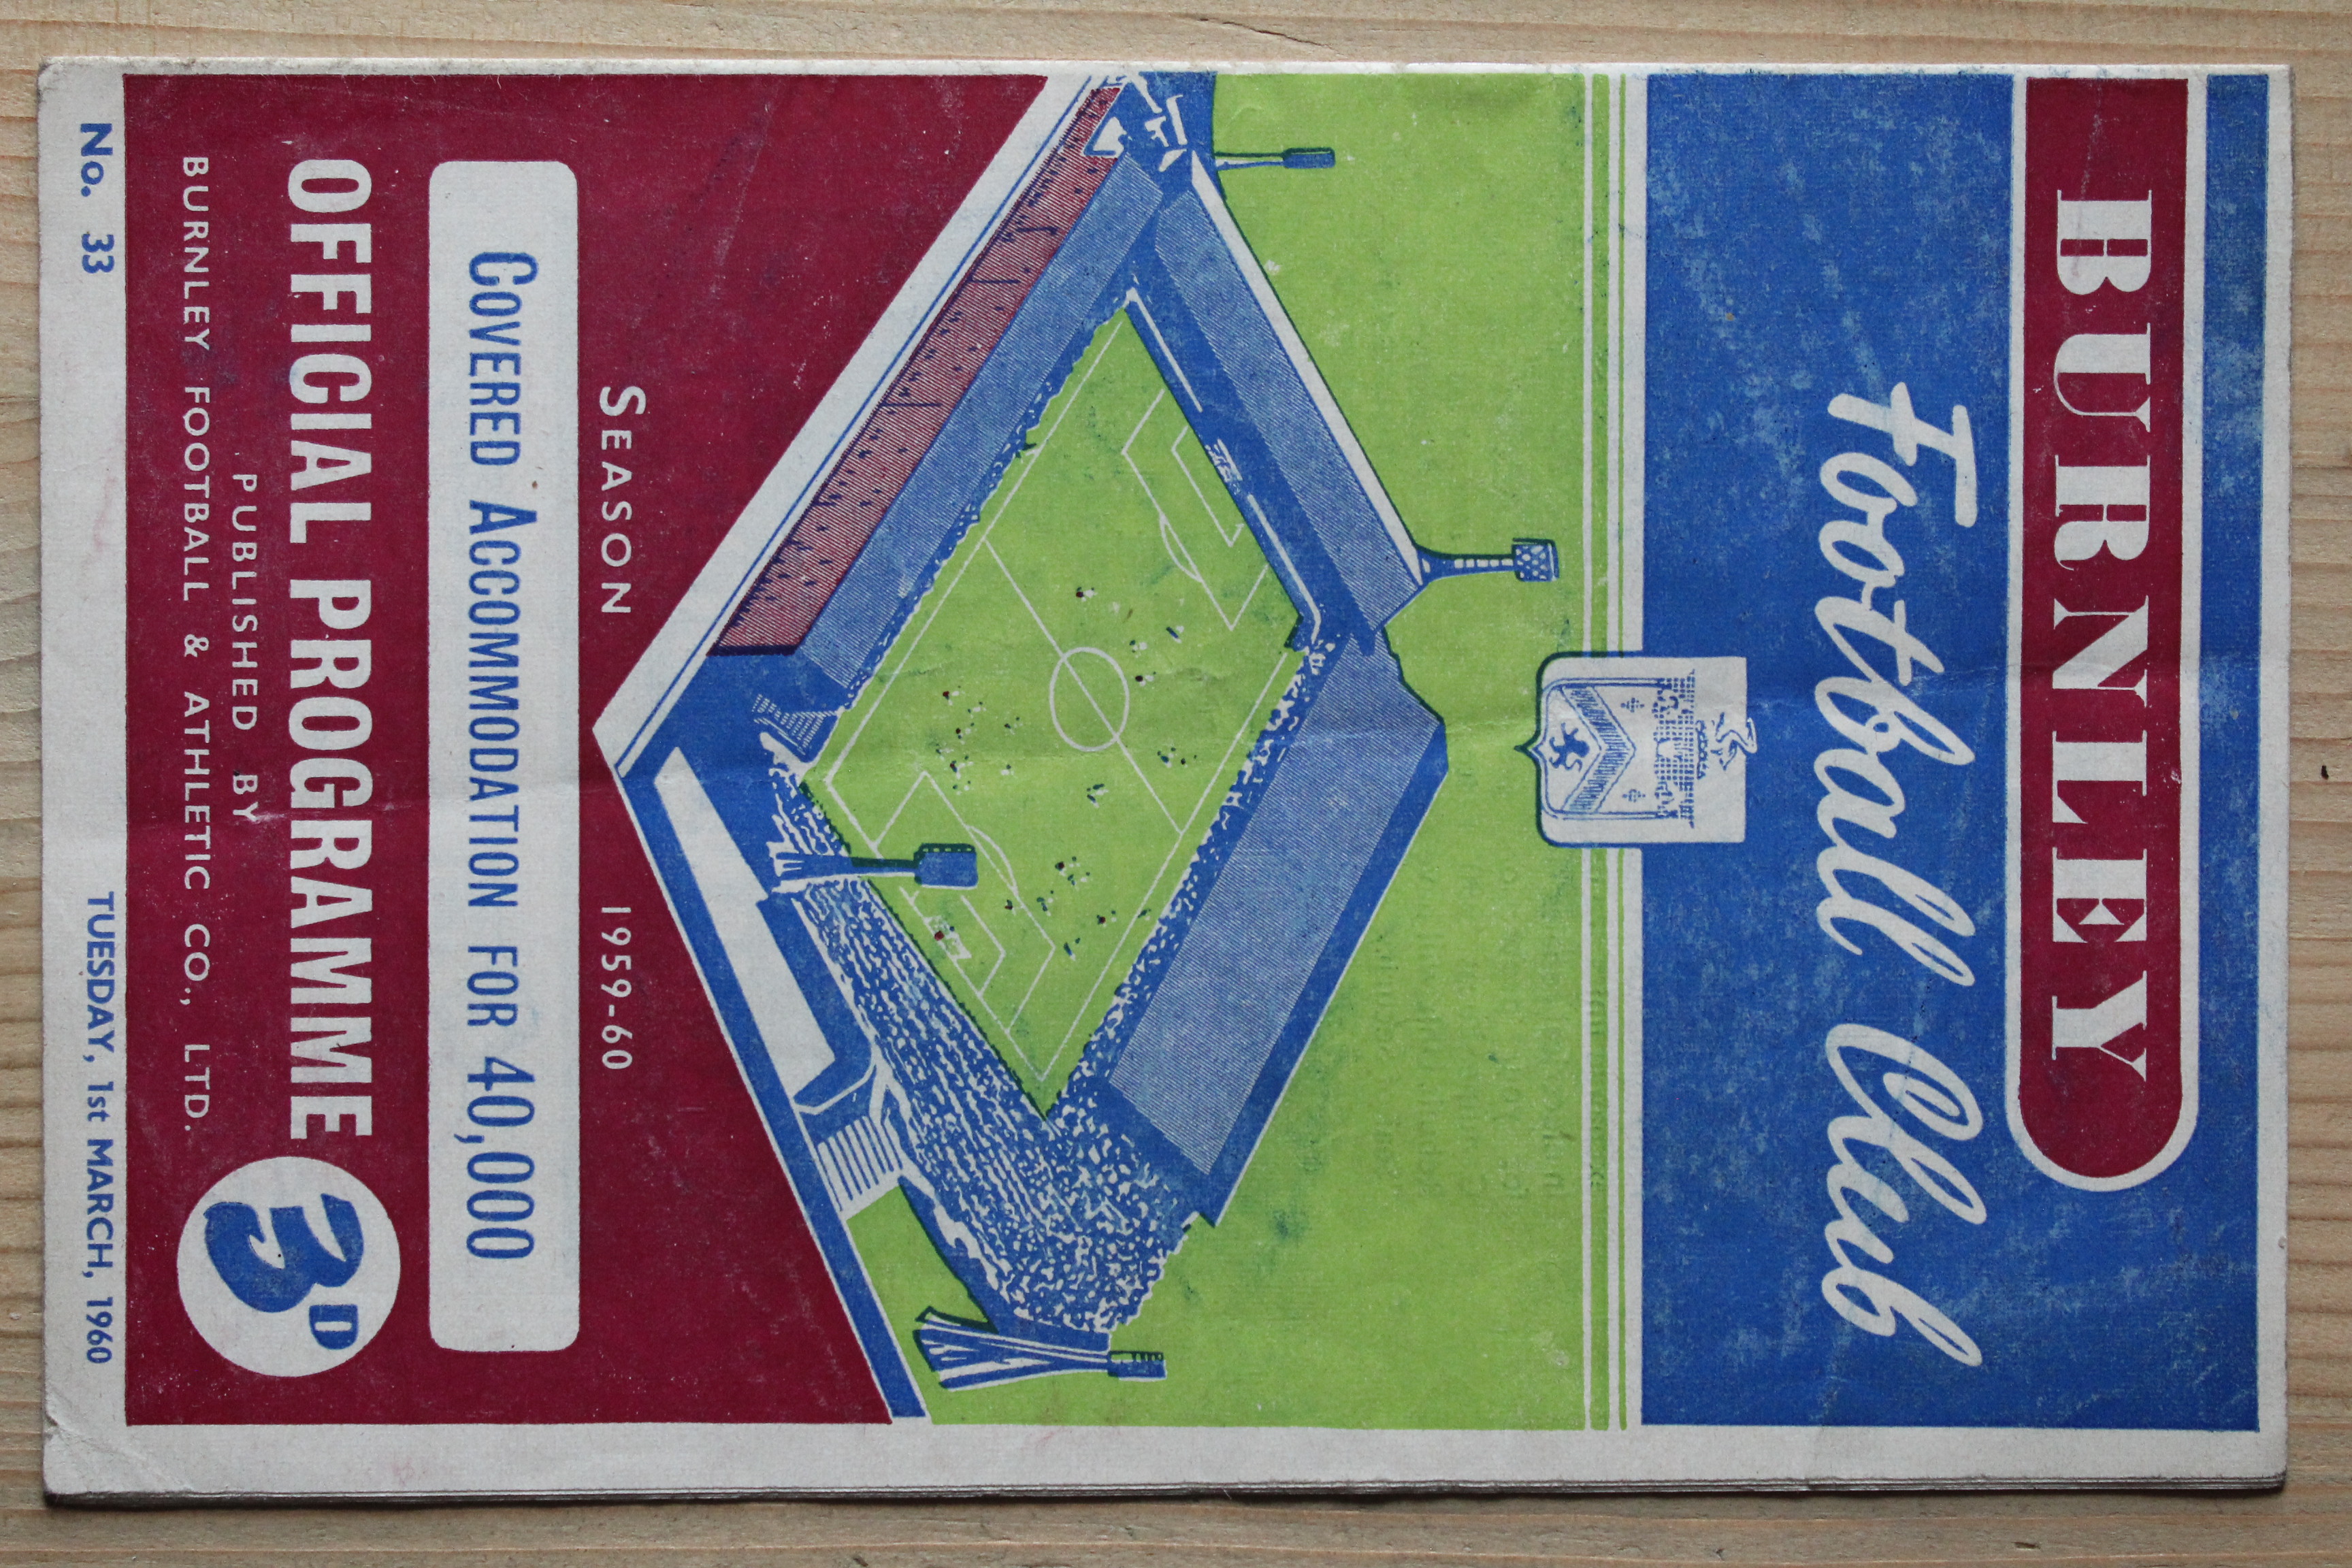 BURNLEY
Football Club
SEASON 1959-60
COVERED ACCOMMODATION FOR 40,000
OFFICIAL PROGRAMME
PUBLISHED BY
BURNLEY FOOTBALL & ATHLETIC CO., LTD.
3D
No. 33 TUESDAY, 1st MARCH, 1960